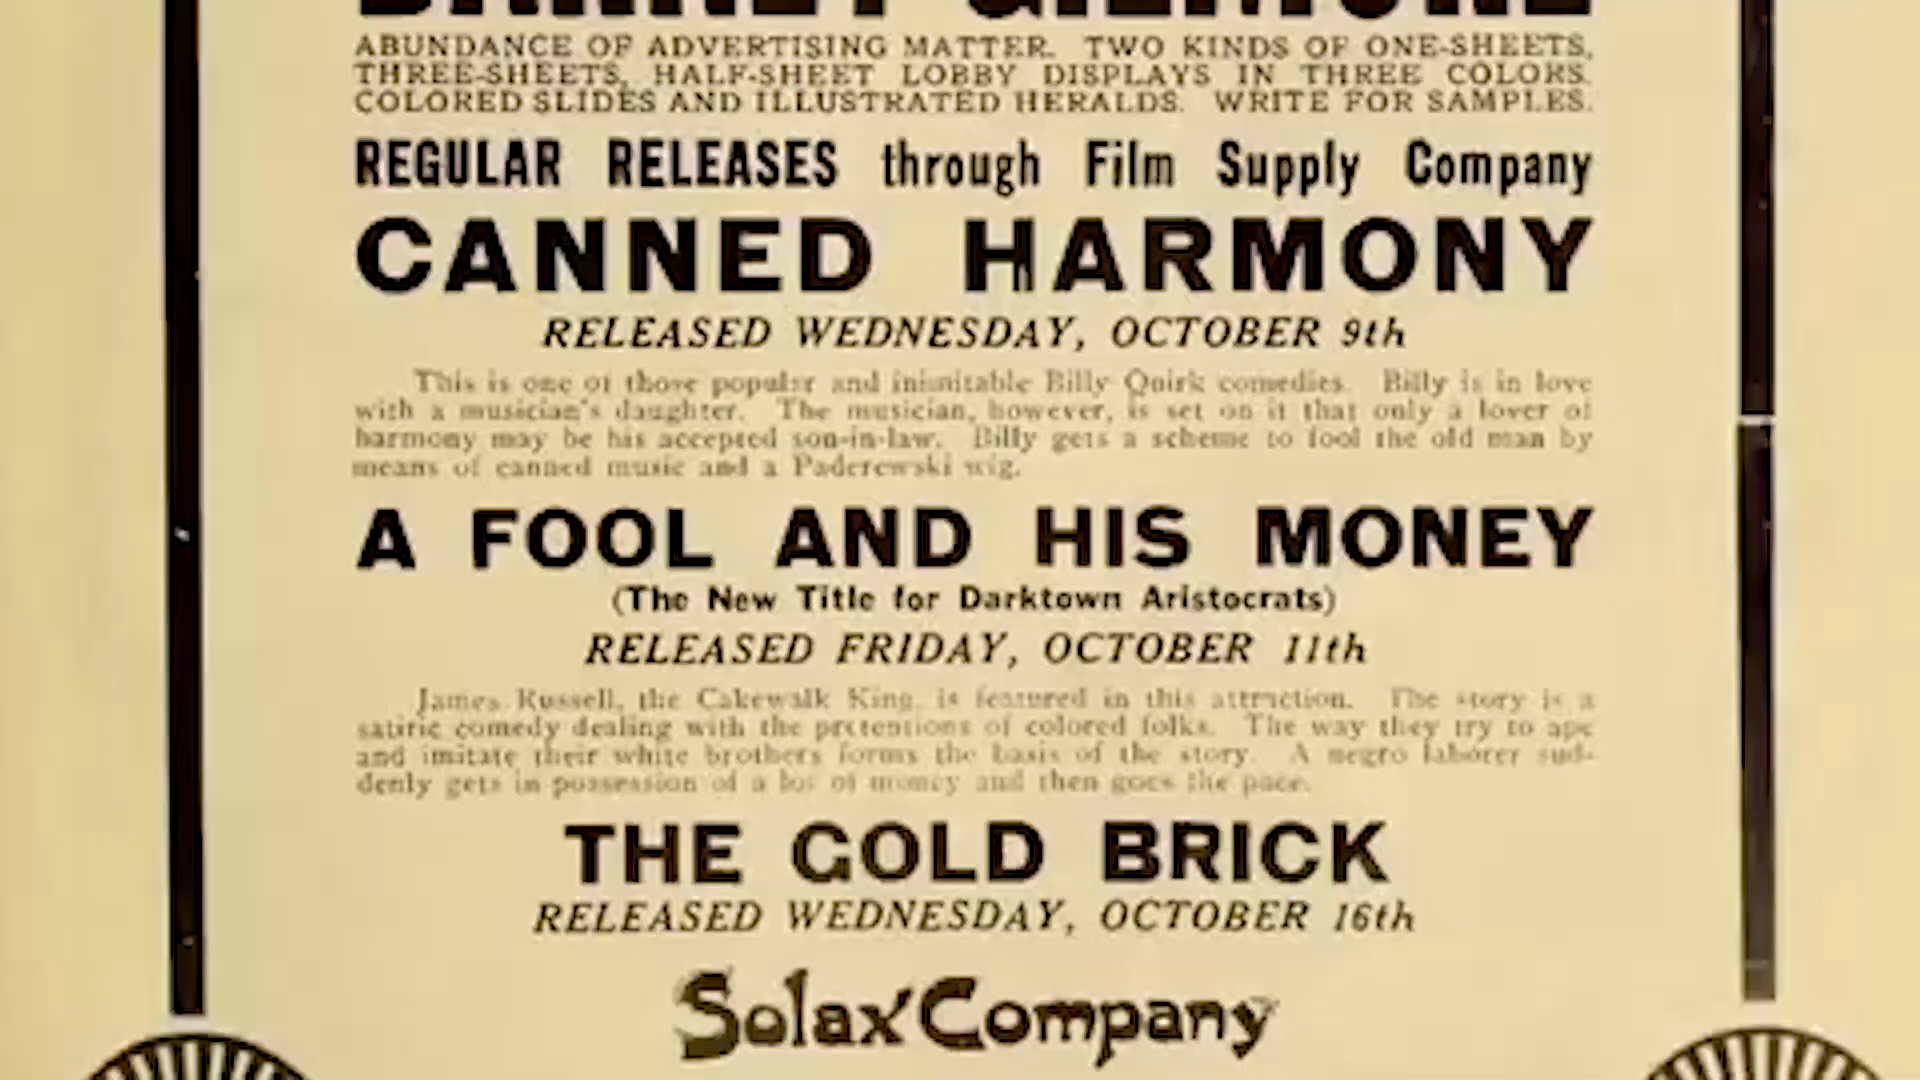 BARNEY GILMORE
ABUNDANCE OF ADVERTISING MATTER. TWO KINDS OF ONE-SHEETS,
THREE-SHEETS, HALF-SHEET LOBBY DISPLAYS IN THREE COLORS.
COLORED SLIDES AND ILLUSTRATED HERALDS. WRITE FOR SAMPLES.
REGULAR RELEASES through Film Supply Company
CANNED HARMONY
RELEASED WEDNESDAY, OCTOBER 9th
This is one of those popular and inimitable Billy Quirk comedies. Billy is in love
with a musician's daughter. The musician, however, is set on it that only a lover of
harmony may be his accepted son-in-law. Billy gets a scheme to fool the old man by
means of canned music and a Paderewski wig.
A FOOL AND HIS MONEY
(The New Title for Darktown Aristocrats)
RELEASED FRIDAY, OCTOBER 11th
James Russell, the Cakewalk King, is featured in this attraction. The story is a
satiric comedy dealing with the pretentions of colored folks. The way they try to ape
and imitate their white brothers forms the basis of the story. A negro laborer sud-
denly gets in possession of a lot of money and then goes the pace.
THE GOLD BRICK
RELEASED WEDNESDAY, OCTOBER 16th
Solax Company